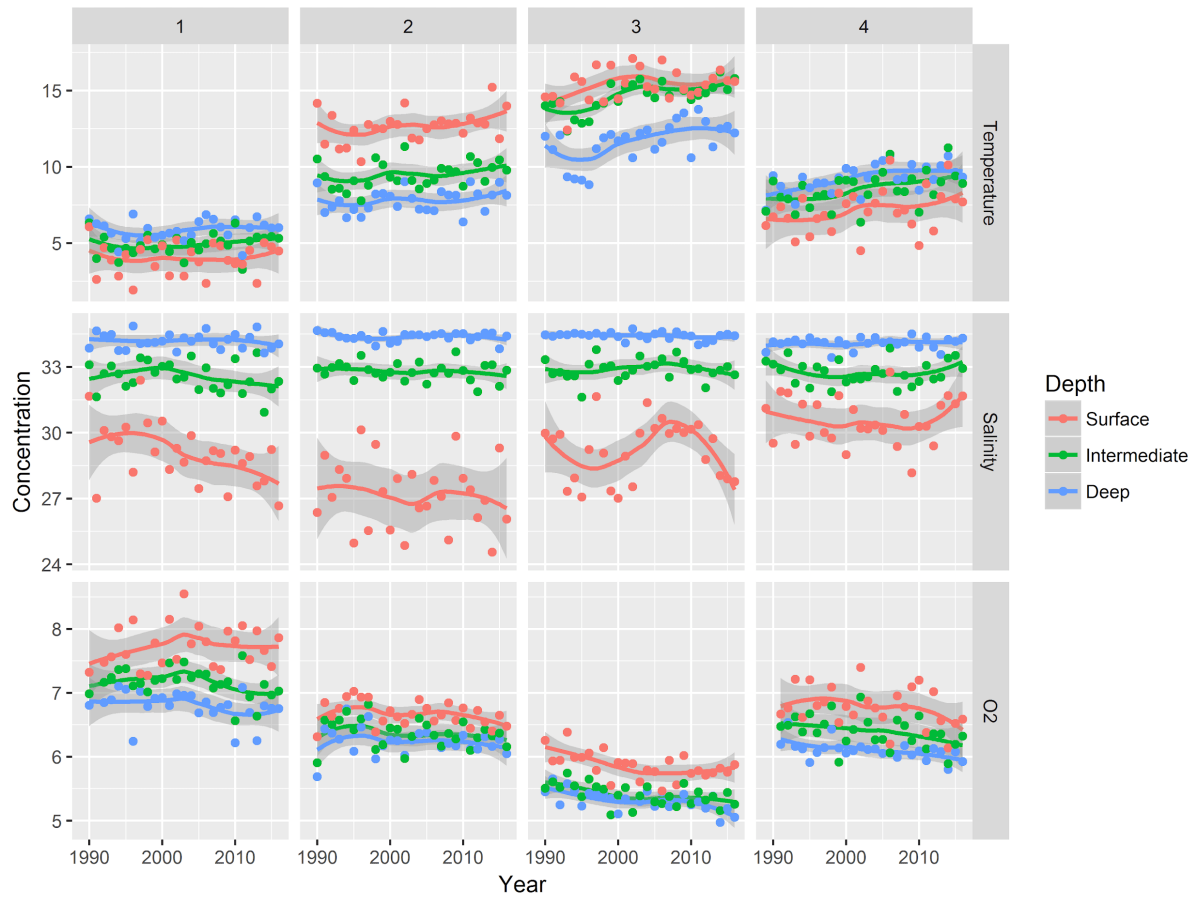 1 2 3 4
15
10
5
Temperature
33
30
27
24
Salinity
8
7
6
5
O2
1990 2000 2010 1990 2000 2010 1990 2000 2010 1990 2000 2010
Year
Concentration
Depth
Surface
Intermediate
Deep